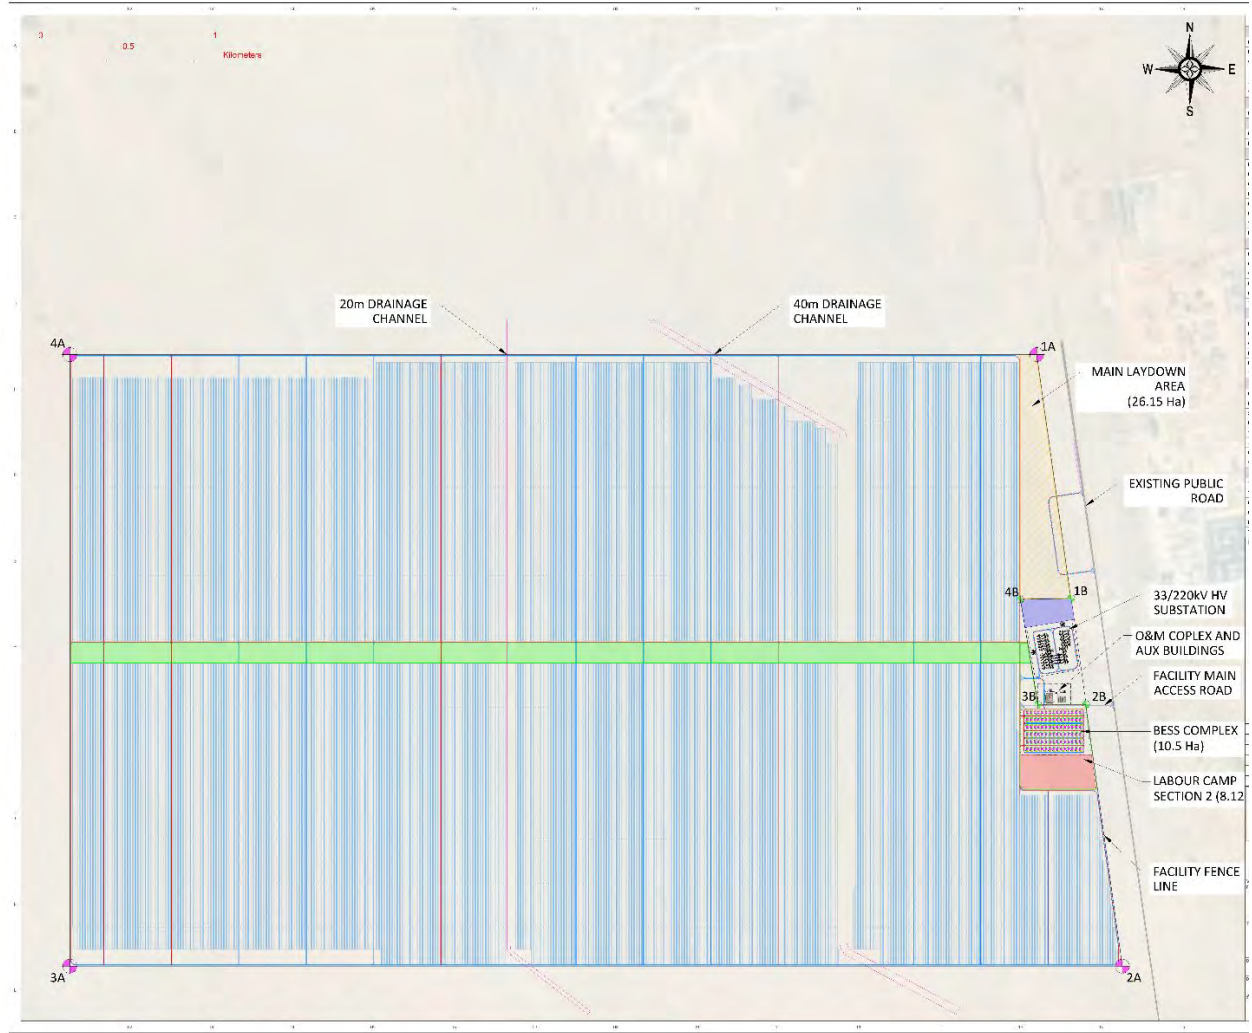 0
0.5
1
Kilometers
N
W
E
S
20m DRAINAGE
CHANNEL
40m DRAINAGE
CHANNEL
4A
1A
MAIN LAYDOWN
AREA
(26.15 Ha)
EXISTING PUBLIC
ROAD
4B
1B
33/220kV HV
SUBSTATION
O&M COPLEX AND
AUX BUILDINGS
FACILITY MAIN
ACCESS ROAD
3B
2B
BESS COMPLEX
(10.5 Ha)
LABOUR CAMP
SECTION 2 (8.12
FACILITY FENCE
LINE
3A
2A